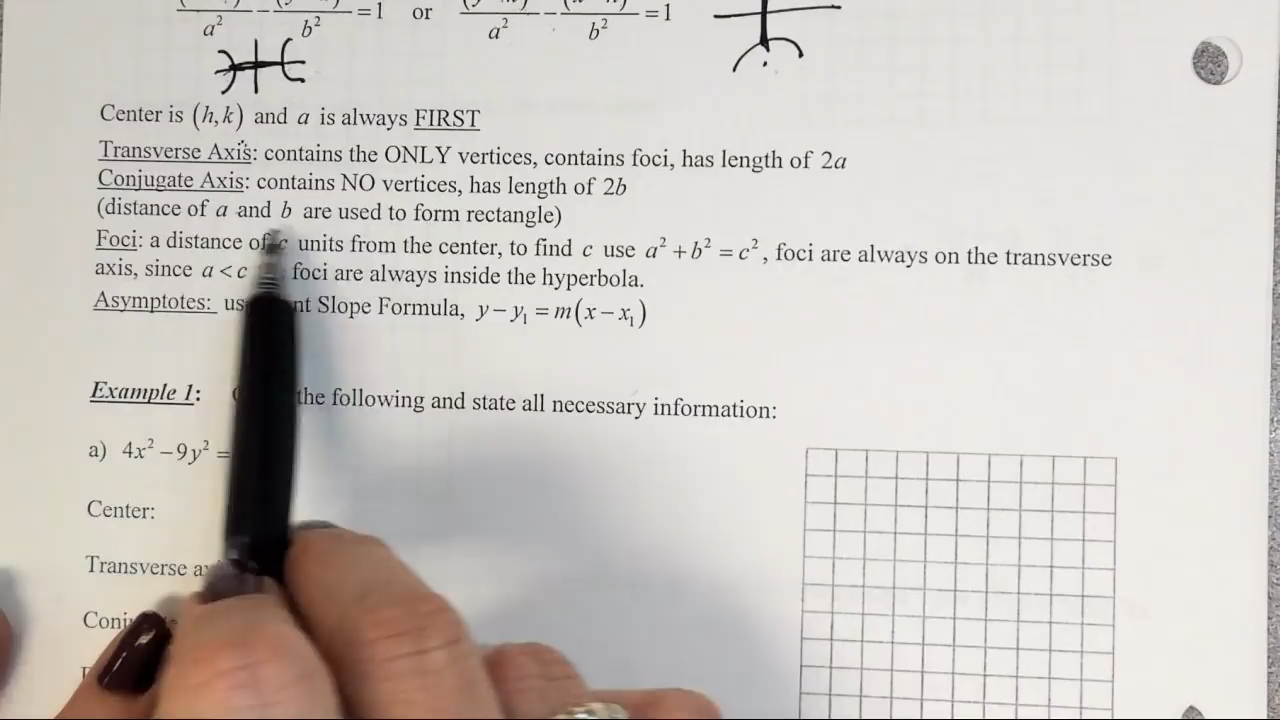 a² − b² = 1 or a² − b² = 1
Center is (h, k) and a is always FIRST
Transverse Axis: contains the ONLY vertices, contains foci, has length of 2a
Conjugate Axis: contains NO vertices, has length of 2b
(distance of a and b are used to form rectangle)
Foci: a distance of c units from the center, to find c use a² + b² = c², foci are always on the transverse
axis, since a < c foci are always inside the hyperbola.
Asymptotes: Slope Formula, y − y₁ = m(x − x₁)
Example 1: the following and state all necessary information:
a) 4x² − 9y² =
Center:
Transverse